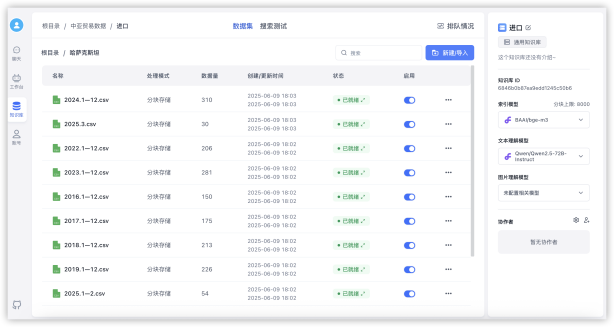 根目录 / 中亚贸易数据 / 进口
数据集 搜索测试
排队情况
聊天
工作台
知识库
账号
根目录 / 哈萨克斯坦
搜索
新建/导入
名称 处理模式 数据量 创建/更新时间 状态 启用
2024.1—12.csv 分块存储 310 2025-06-09 18:03 已就绪
2025-06-09 18:03
2025.3.csv 分块存储 30 2025-06-09 18:03 已就绪
2025-06-09 18:02
2022.1—12.csv 分块存储 206 2025-06-09 18:02 已就绪
2025-06-09 18:02
2023.1—12.csv 分块存储 281 2025-06-09 18:02 已就绪
2025-06-09 18:02
2016.1—12.csv 分块存储 150 2025-06-09 18:02 已就绪
2025-06-09 18:02
2017.1—12.csv 分块存储 175 2025-06-09 18:02 已就绪
2025-06-09 18:02
2018.1—12.csv 分块存储 213 2025-06-09 18:02 已就绪
2025-06-09 18:02
2019.1—12.csv 分块存储 226 2025-06-09 18:02 已就绪
2025-06-09 18:02
2025.1—2.csv 分块存储 54 2025-06-09 18:02 已就绪
2025-06-09 18:02
进口
通用知识库
这个知识库还没有介绍~
知识库 ID
6846b0b67ea9edd1245c50b6
索引模型 分块上限: 8000
BAAI/bge-m3
文本理解模型
Qwen/Qwen2.5-72B-
Instruct
图片理解模型
未配置相关模型
协作者
暂无协作者